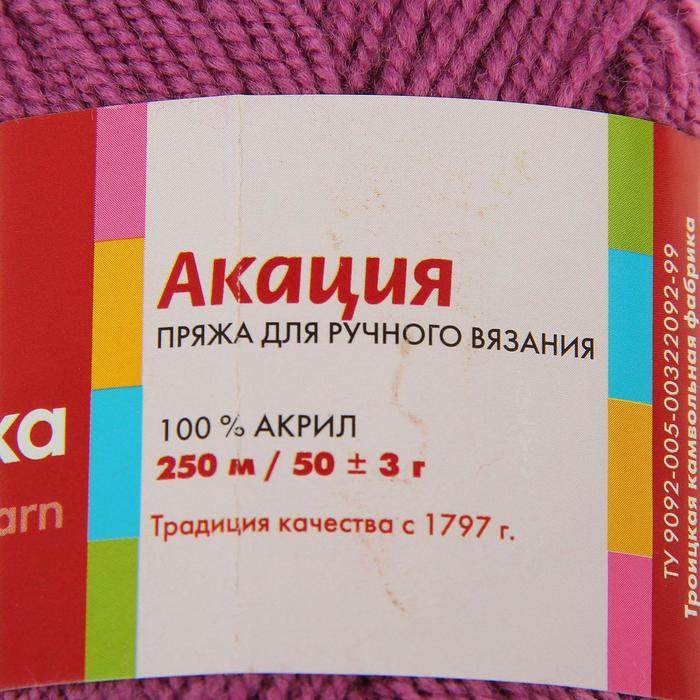 ка
arn
Акация
ПРЯЖА ДЛЯ РУЧНОГО ВЯЗАНИЯ
100 % АКРИЛ
250 м / 50 ± 3 г
Традиция качества с 1797 г.
ТУ 9092-005-00322092-99
Троицкая камвольная фабрика